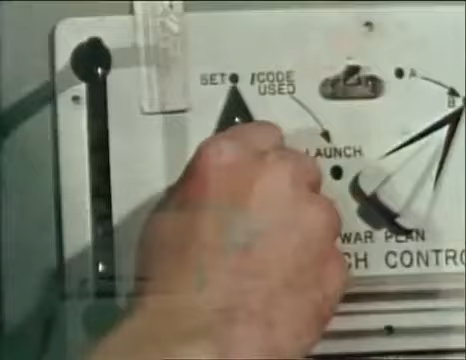 SET
CODE
USED
A
B
LAUNCH
WAR PLAN
CH CONTRO